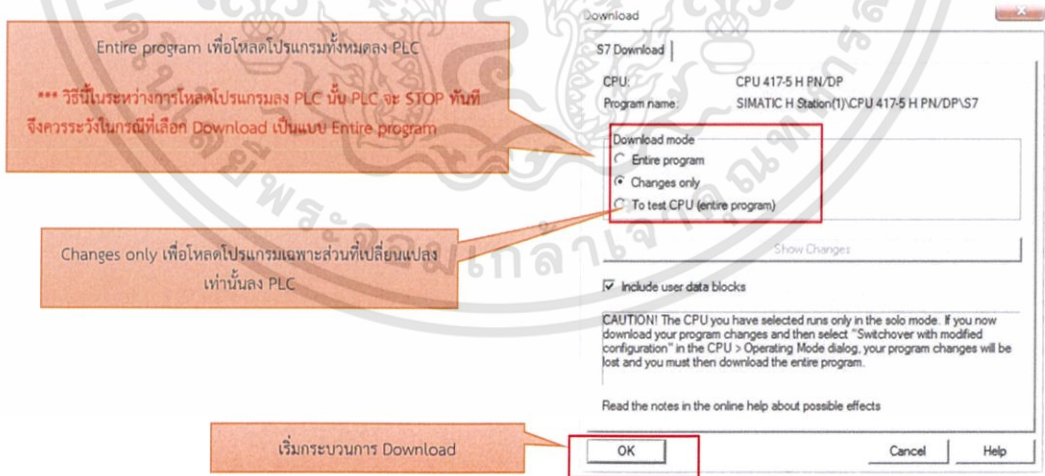 Entire program เพื่อโหลดโปรแกรมทั้งหมดลง PLC
*** วิธีนี้ในระหว่างการโหลดโปรแกรมลง PLC นั้น PLC จะ STOP ทันที
จึงควรระวังในกรณีที่เลือก Download เป็นแบบ Entire program
Changes only เพื่อโหลดโปรแกรมเฉพาะส่วนที่เปลี่ยนแปลง
เท่านั้นลง PLC
เริ่มกระบวนการ Download
Download
S7 Download
CPU: CPU 417-5 H PN/DP
Program name: SIMATIC H Station(1)\CPU 417-5 H PN/DP\S7
Download mode
Entire program
Changes only
To test CPU (entire program)
Show Changes
Include user data blocks
CAUTION! The CPU you have selected runs only in the solo mode. If you now
download your program changes and then select "Switchover with modified
configuration" in the CPU > Operating Mode dialog, your program changes will be
lost and you must then download the entire program.
Read the notes in the online help about possible effects
OK Cancel Help